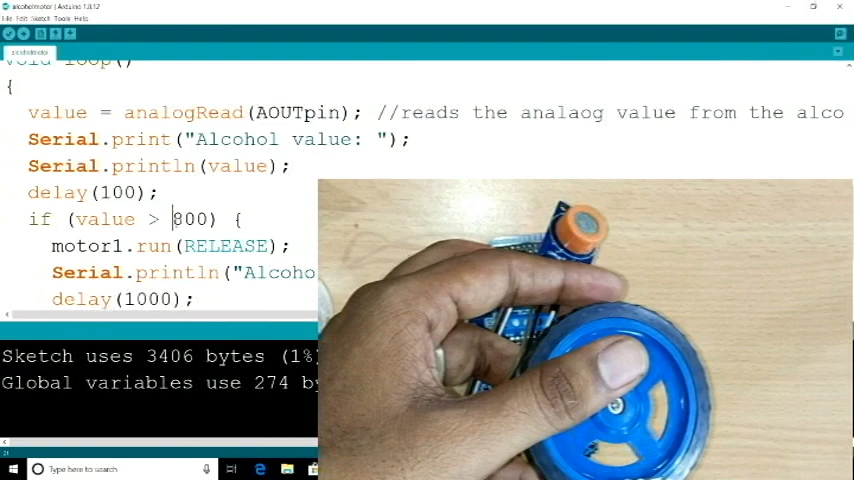 alcoholmotor | Arduino 1.8.12
File Edit Sketch Tools Help
alcoholmotor
void loop()
{
value = analogRead(AOUTpin); //reads the analaog value from the alco
Serial.print("Alcohol value: ");
Serial.println(value);
delay(100);
if (value > 800) {
motor1.run(RELEASE);
Serial.println("Alcoho
delay(1000);
Sketch uses 3406 bytes (1%
Global variables use 274 by
Type here to search